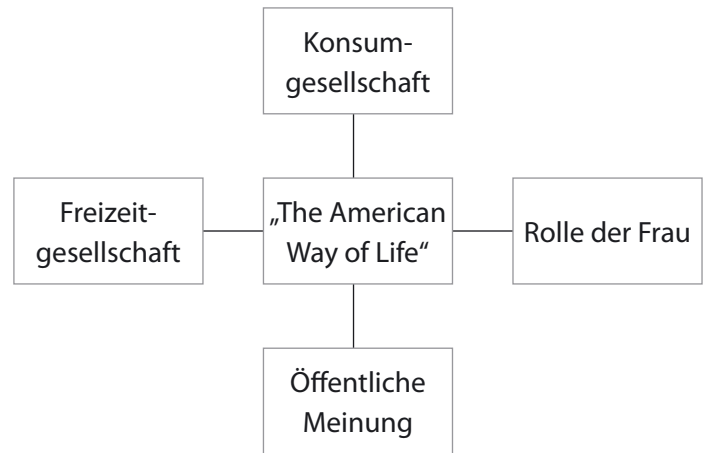 Konsum-
gesellschaft
Freizeit-
gesellschaft
„The American
Way of Life“
Rolle der Frau
Öffentliche
Meinung